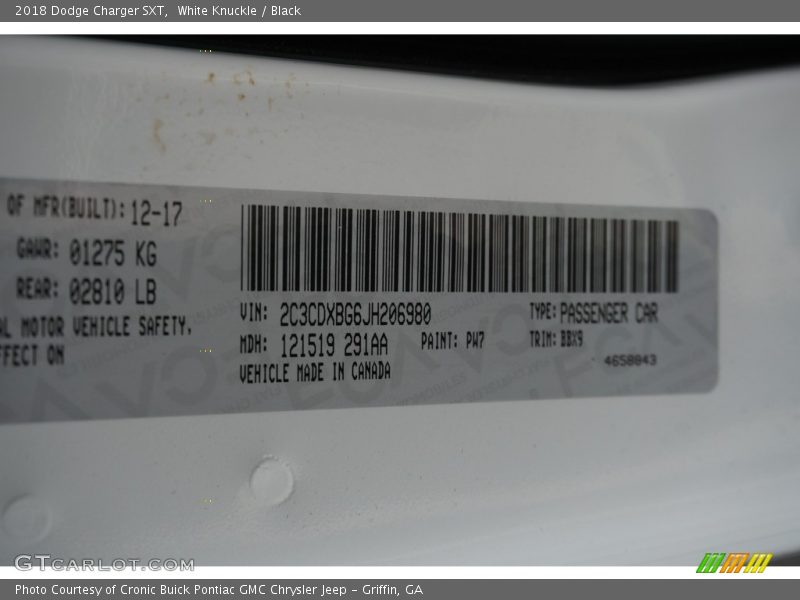 2018 Dodge Charger SXT, White Knuckle / Black
OF MFR(BUILT): 12-17
GAWR: 01275 KG
REAR: 02810 LB
MOTOR VEHICLE SAFETY,
ON
VIN: 2C3CDXBG6JH206980
TYPE: PASSENGER CAR
MDH: 121519 291AA
PAINT: PW7
TRIM: BBX9
VEHICLE MADE IN CANADA
4658043
GTCARLOT.COM
Photo Courtesy of Cronic Buick Pontiac GMC Chrysler Jeep - Griffin, GA